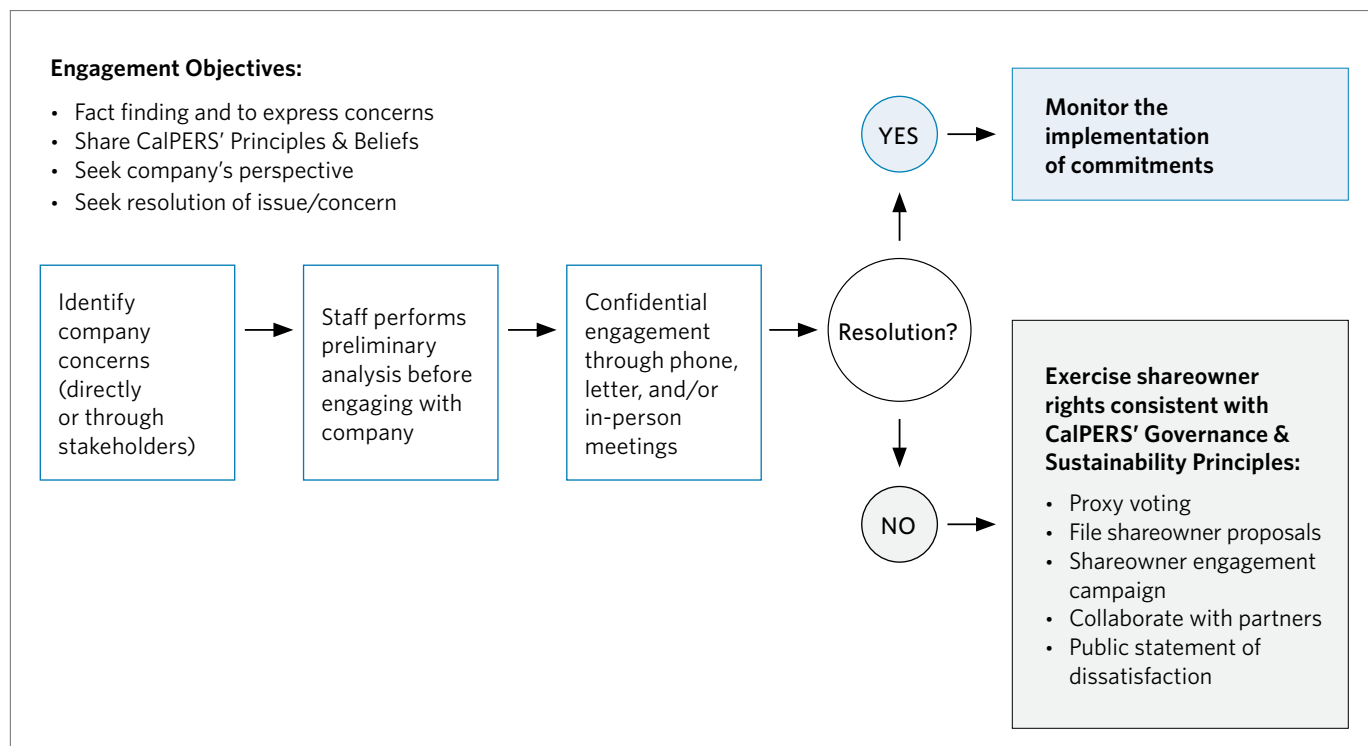 Engagement Objectives:
• Fact finding and to express concerns
• Share CalPERS’ Principles & Beliefs
• Seek company’s perspective
• Seek resolution of issue/concern
Identify
company
concerns
(directly
or through
stakeholders)
Staff performs
preliminary
analysis before
engaging with
company
Confidential
engagement
through phone,
letter, and/or
in-person
meetings
Resolution?
YES
Monitor the
implementation
of commitments
NO
Exercise shareowner
rights consistent with
CalPERS’ Governance &
Sustainability Principles:
• Proxy voting
• File shareowner proposals
• Shareowner engagement
campaign
• Collaborate with partners
• Public statement of
dissatisfaction